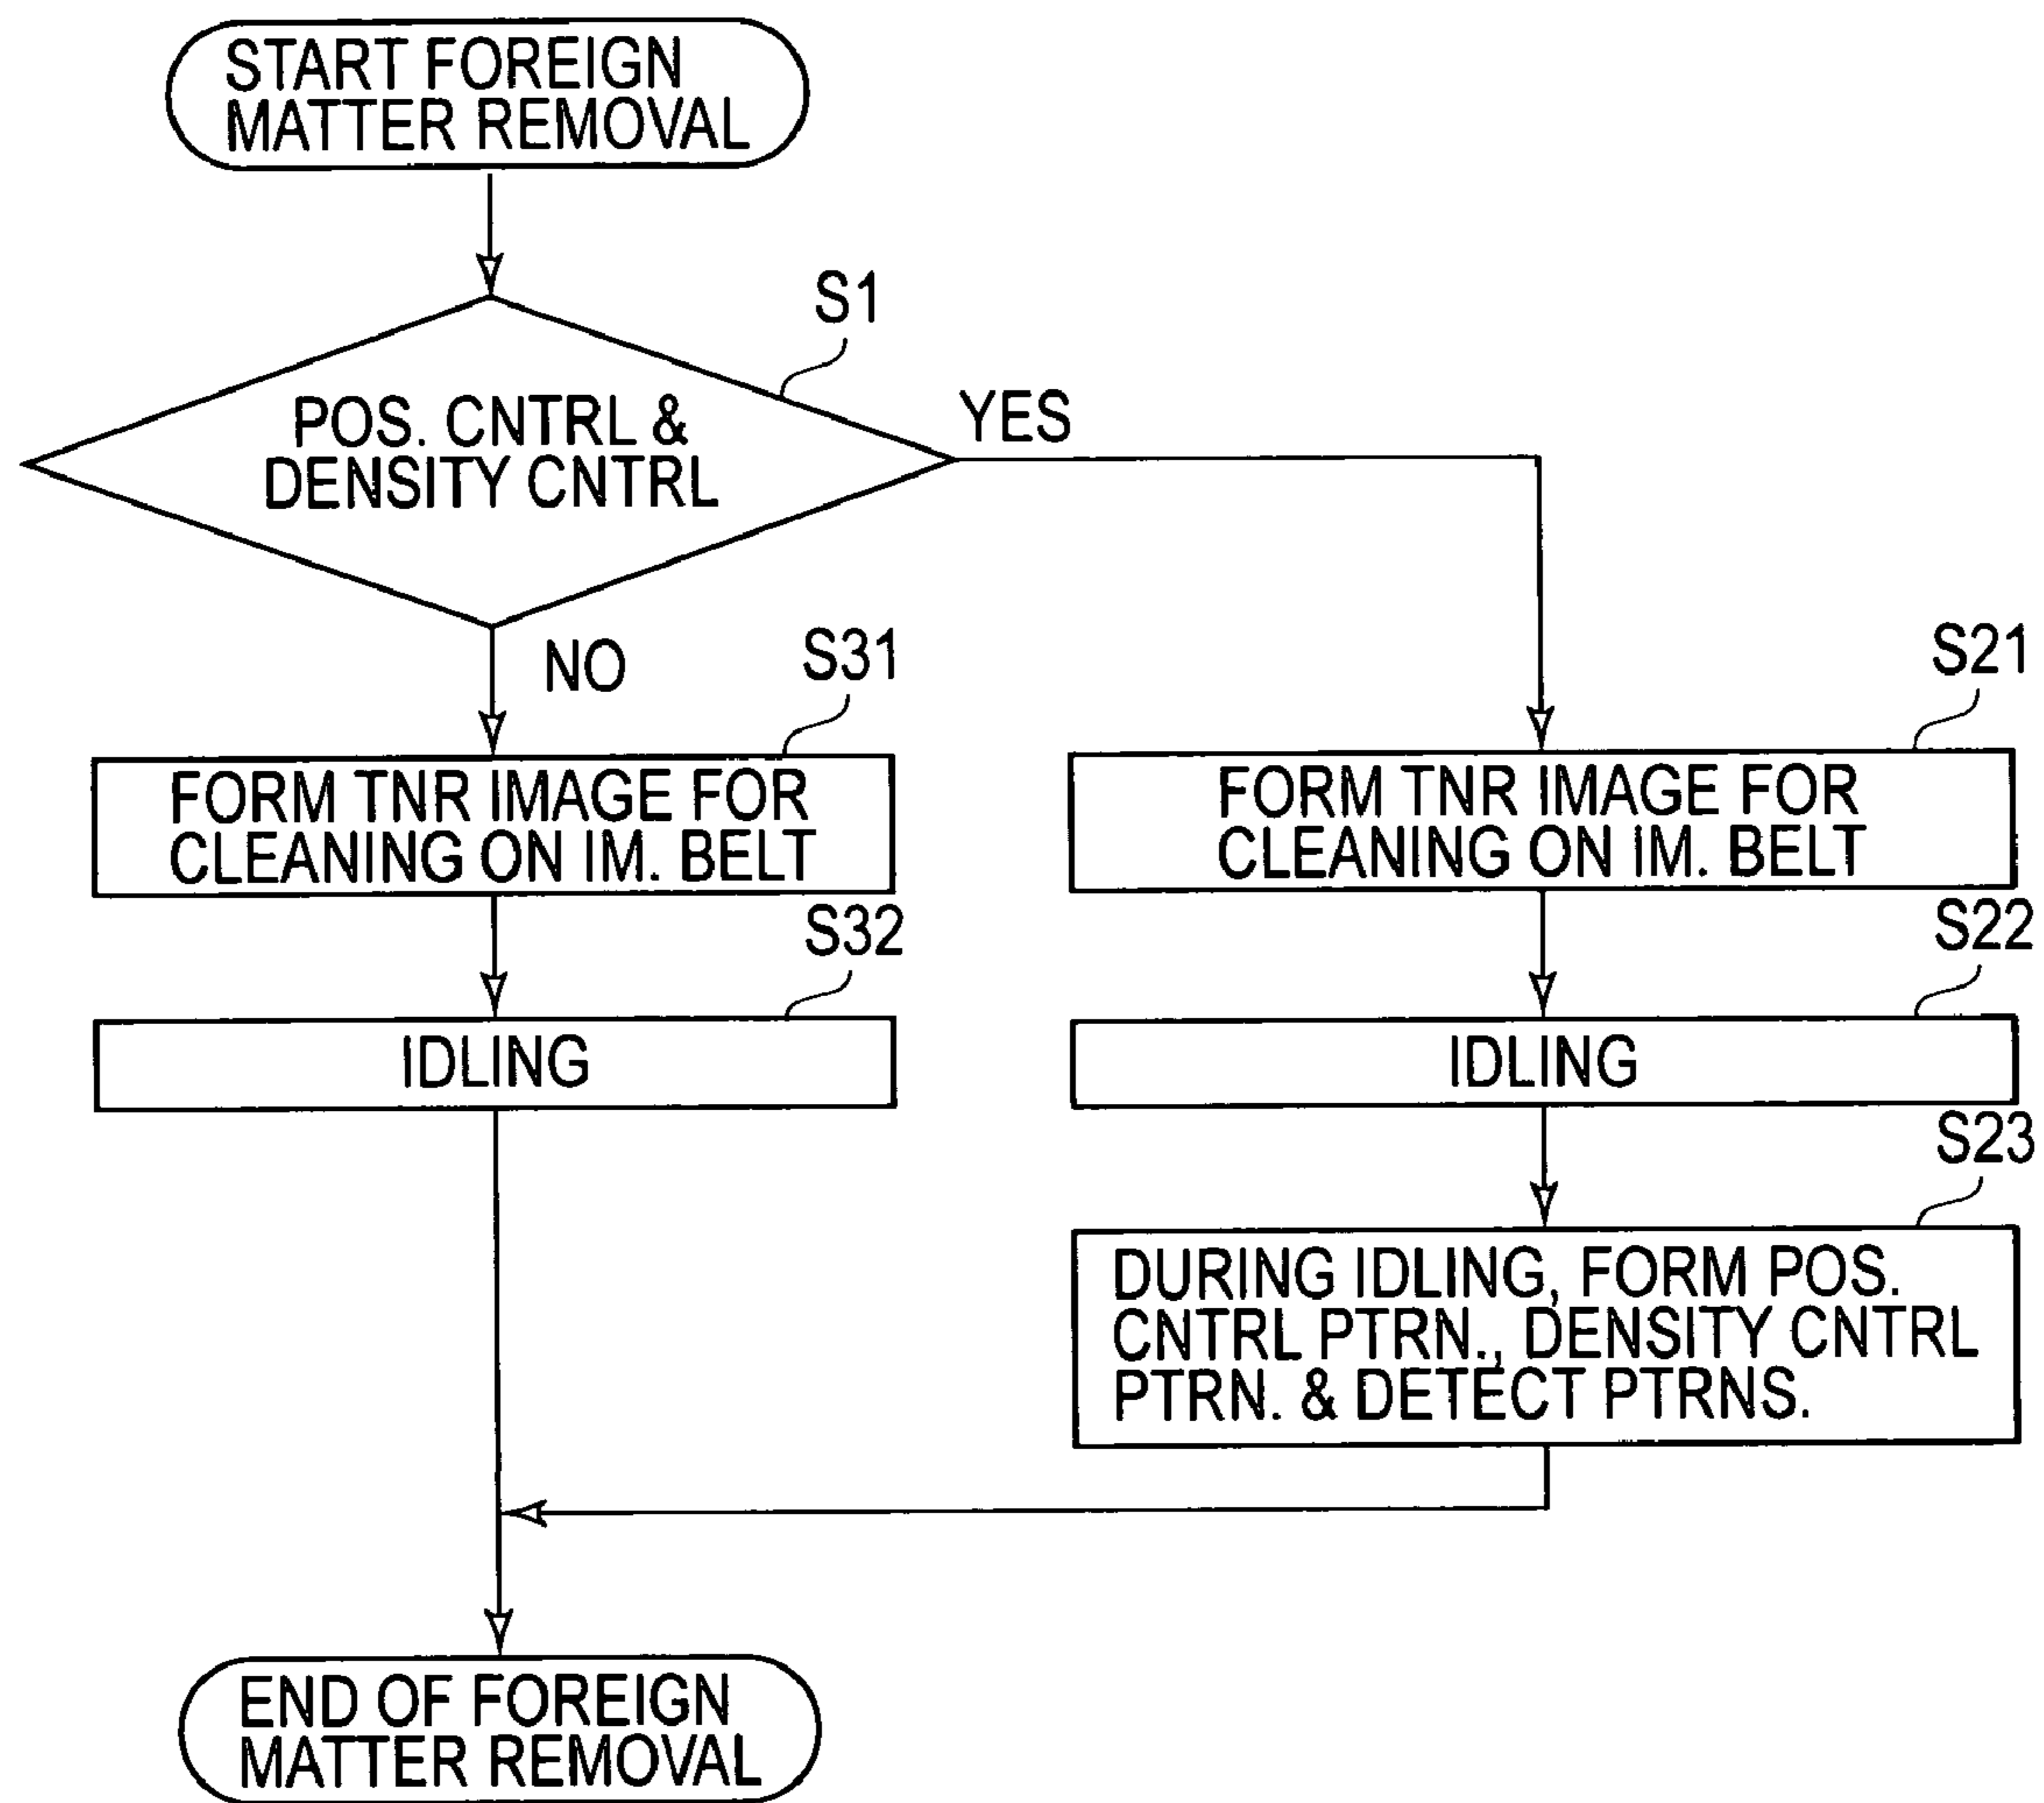 START FOREIGN
MATTER REMOVAL
S1
POS. CNTRL &
DENSITY CNTRL
YES
NO
S31
FORM TNR IMAGE FOR
CLEANING ON IM. BELT
S32
IDLING
S21
FORM TNR IMAGE FOR
CLEANING ON IM. BELT
S22
IDLING
S23
DURING IDLING, FORM POS.
CNTRL PTRN., DENSITY CNTRL
PTRN. & DETECT PTRNS.
END OF FOREIGN
MATTER REMOVAL